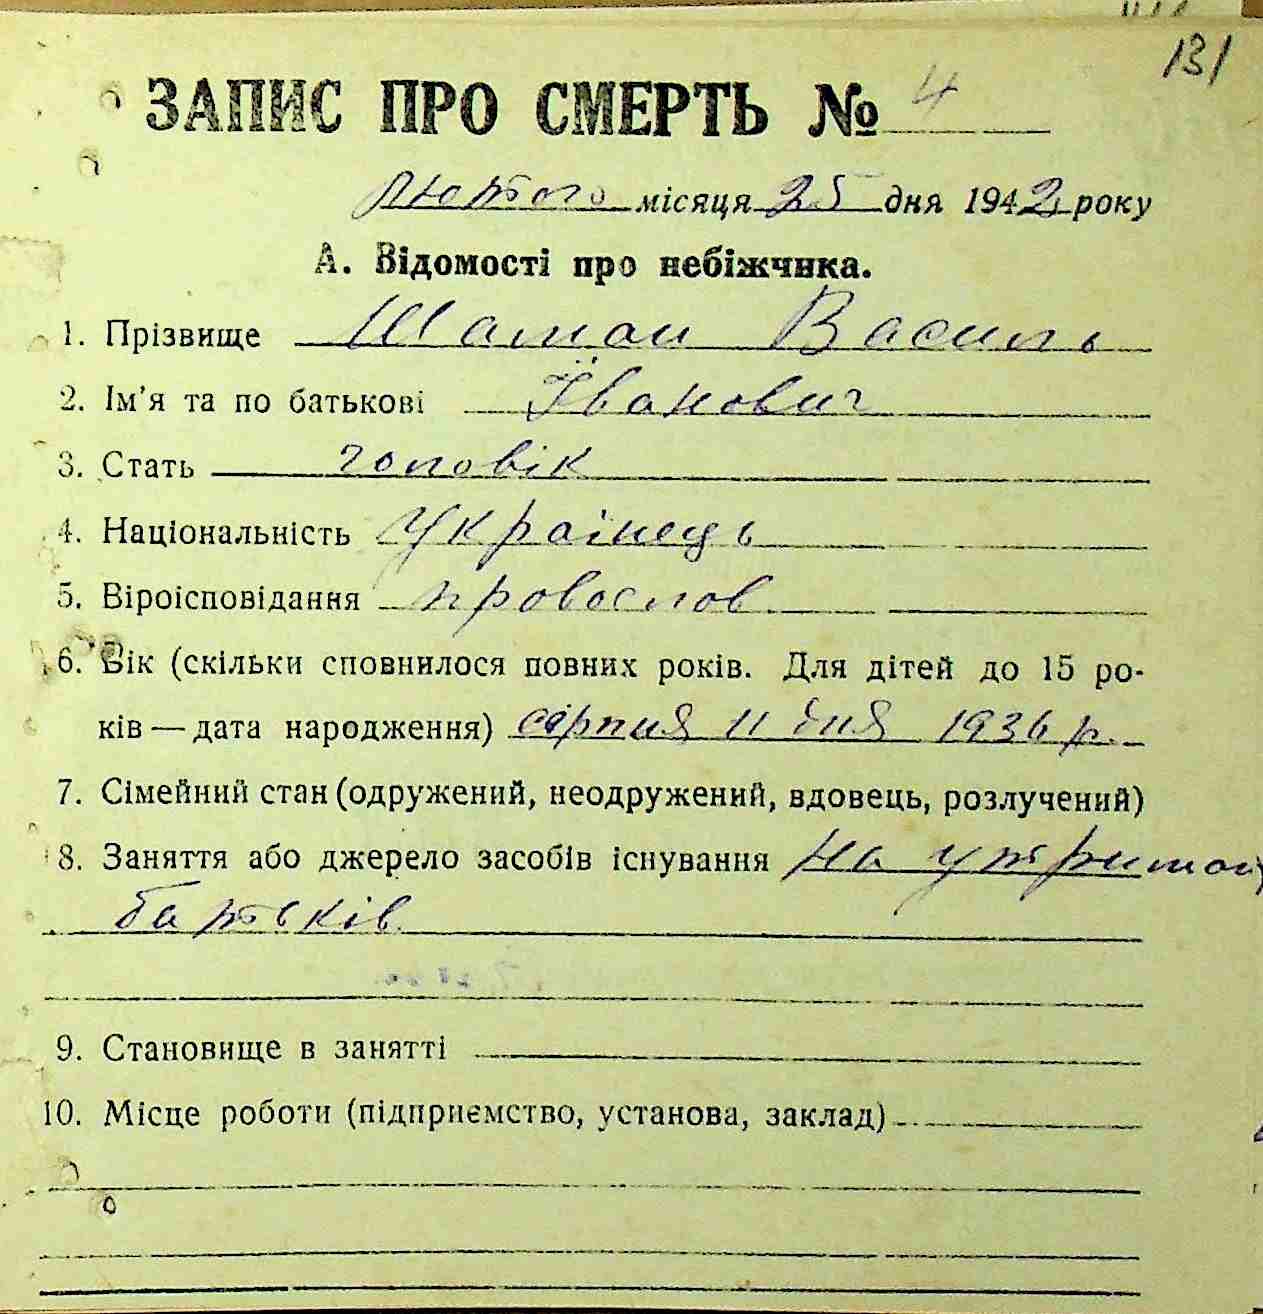 131
ЗАПИС ПРО СМЕРТЬ № 4
лютого місяця 25 дня 1942 року
А. Відомості про небіжчика.
1. Прізвище Шаман Василь
2. Ім'я та по батькові Їванович
3. Стать чоловік
4. Національність Українець
5. Віроісповідання провослов
6. Вік (скільки сповнилося повних років. Для дітей до 15 ро-
ків — дата народження) серпня 11 дня 1936 р.
7. Сімейний стан (одружений, неодружений, вдовець, розлучений)
8. Заняття або джерело засобів існування на
батьків
9. Становище в занятті
10. Місце роботи (підприємство, установа, заклад)